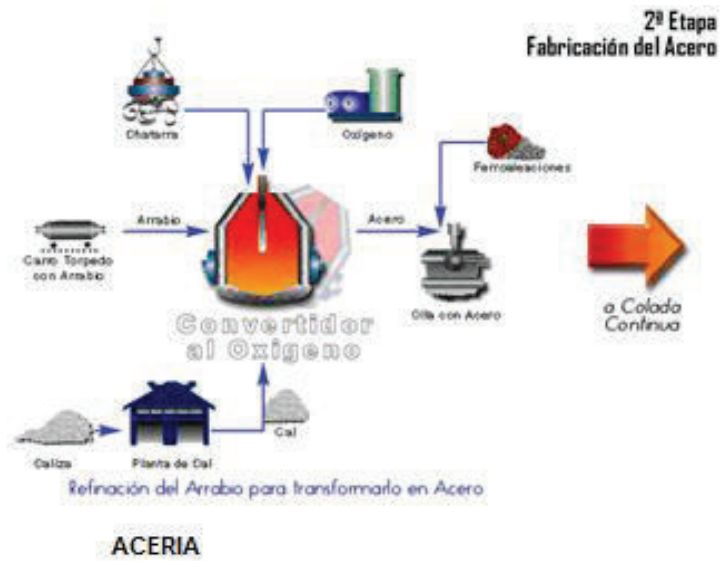 2ª Etapa
Fabricación del Acero
Chatarra
Oxígeno
Ferroaleaciones
Arrabio
Acero
Carro Torpedo
con Arrabio
Convertidor
al Oxigeno
Olla con Acero
a Colada
Continua
Cal
Caliza
Planta de Cal
Refinación del Arrabio para transformarlo en Acero
ACERIA